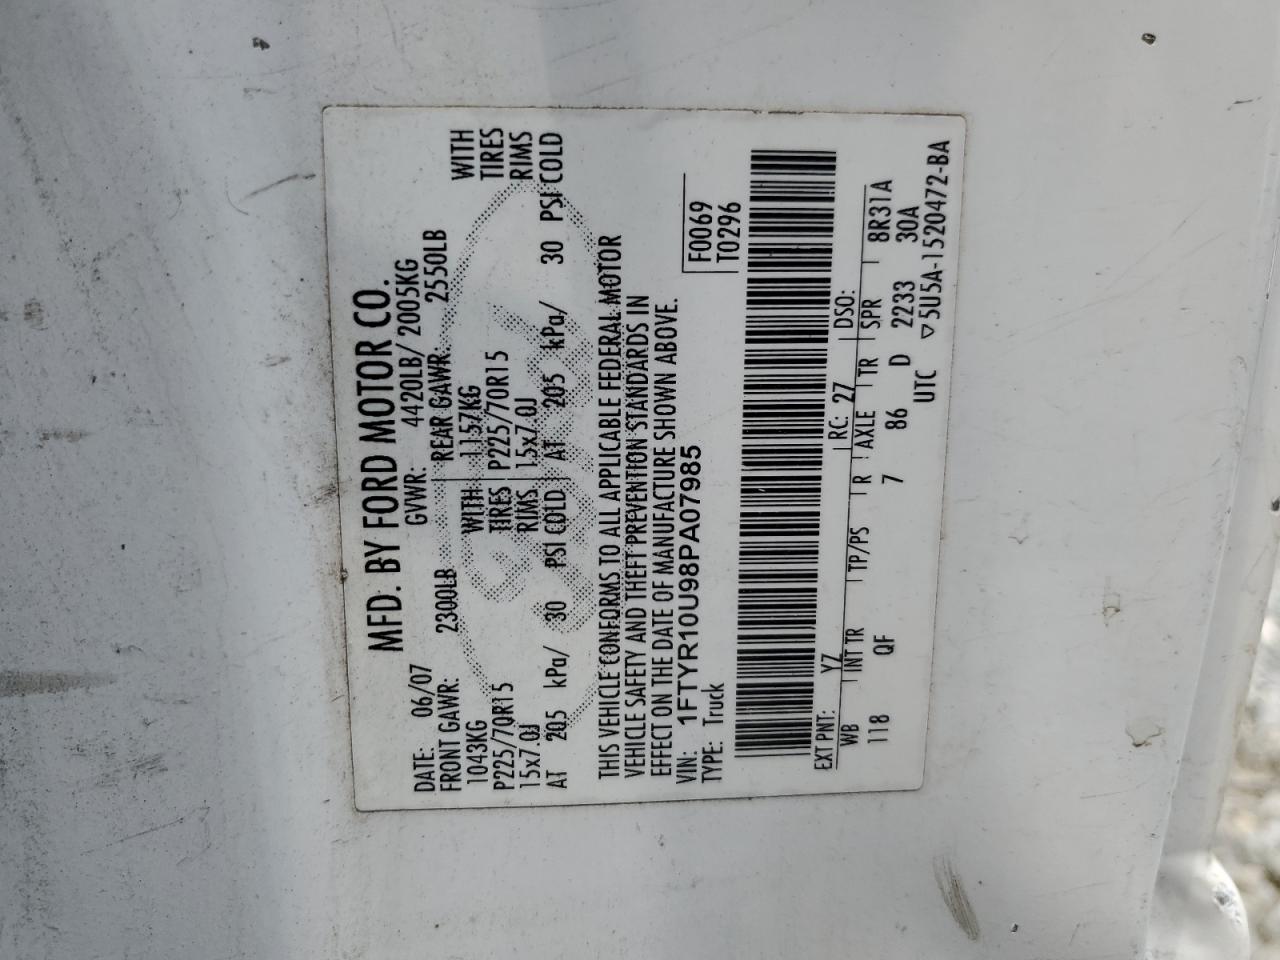 MFD. BY FORD MOTOR CO.
DATE: 06/07 GVWR: 4420LB/ 2005KG
FRONT GAWR: 2300LB REAR GAWR: 2550LB
1043KG WITH 1157KG WITH
P225/70R15 TIRES P225/70R15 TIRES
15x7.0J RIMS 15x7.0J RIMS
AT 205 kPa/ 30 PSI COLD AT 205 kPa/ 30 PSI COLD
THIS VEHICLE CONFORMS TO ALL APPLICABLE FEDERAL MOTOR
VEHICLE SAFETY AND THEFT PREVENTION STANDARDS IN
EFFECT ON THE DATE OF MANUFACTURE SHOWN ABOVE.
VIN: 1FTYR10U98PA07985 F0069
TYPE: Truck T0296
EXT PNT: YZ RC: 27 DSO:
WB INT TR TP/PS R AXLE TR SPR 8R31A
118 QF 7 86 D 2233 30A
UTC ▽5U5A-1520472-BA